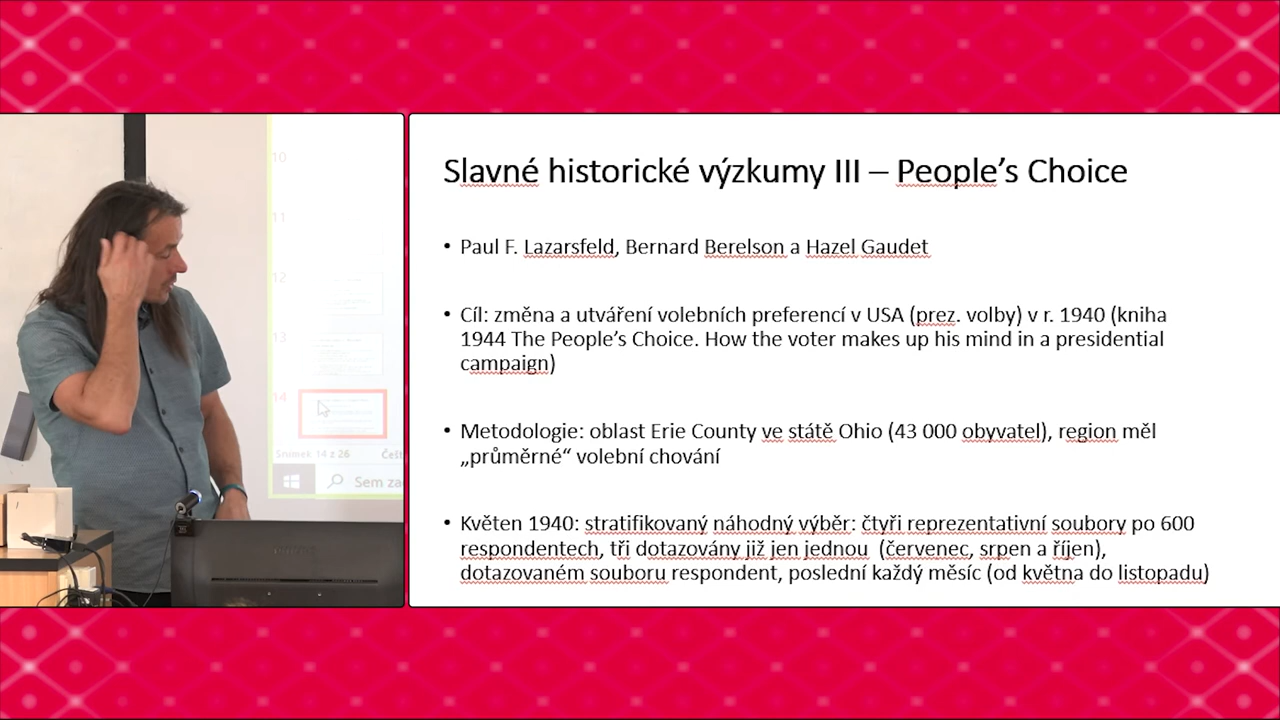 10
11
12
13
14
Snímek 14 z 26
Češt
Sem za
Slavné historické výzkumy III – People’s Choice
• Paul F. Lazarsfeld, Bernard Berelson a Hazel Gaudet
• Cíl: změna a utváření volebních preferencí v USA (prez. volby) v r. 1940 (kniha
1944 The People’s Choice. How the voter makes up his mind in a presidential
campaign)
• Metodologie: oblast Erie County ve státě Ohio (43 000 obyvatel), region měl
„průměrné“ volební chování
• Květen 1940: stratifikovaný náhodný výběr: čtyři reprezentativní soubory po 600
respondentech, tři dotazovány již jen jednou (červenec, srpen a říjen),
dotazovaném souboru respondent, poslední každý měsíc (od května do listopadu)